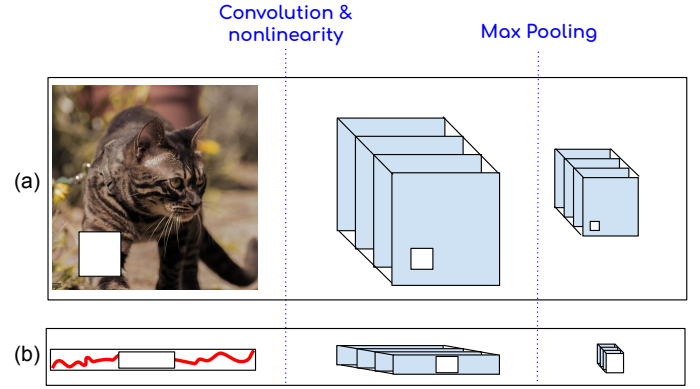 Convolution &
nonlinearity
Max Pooling
(a)
(b)